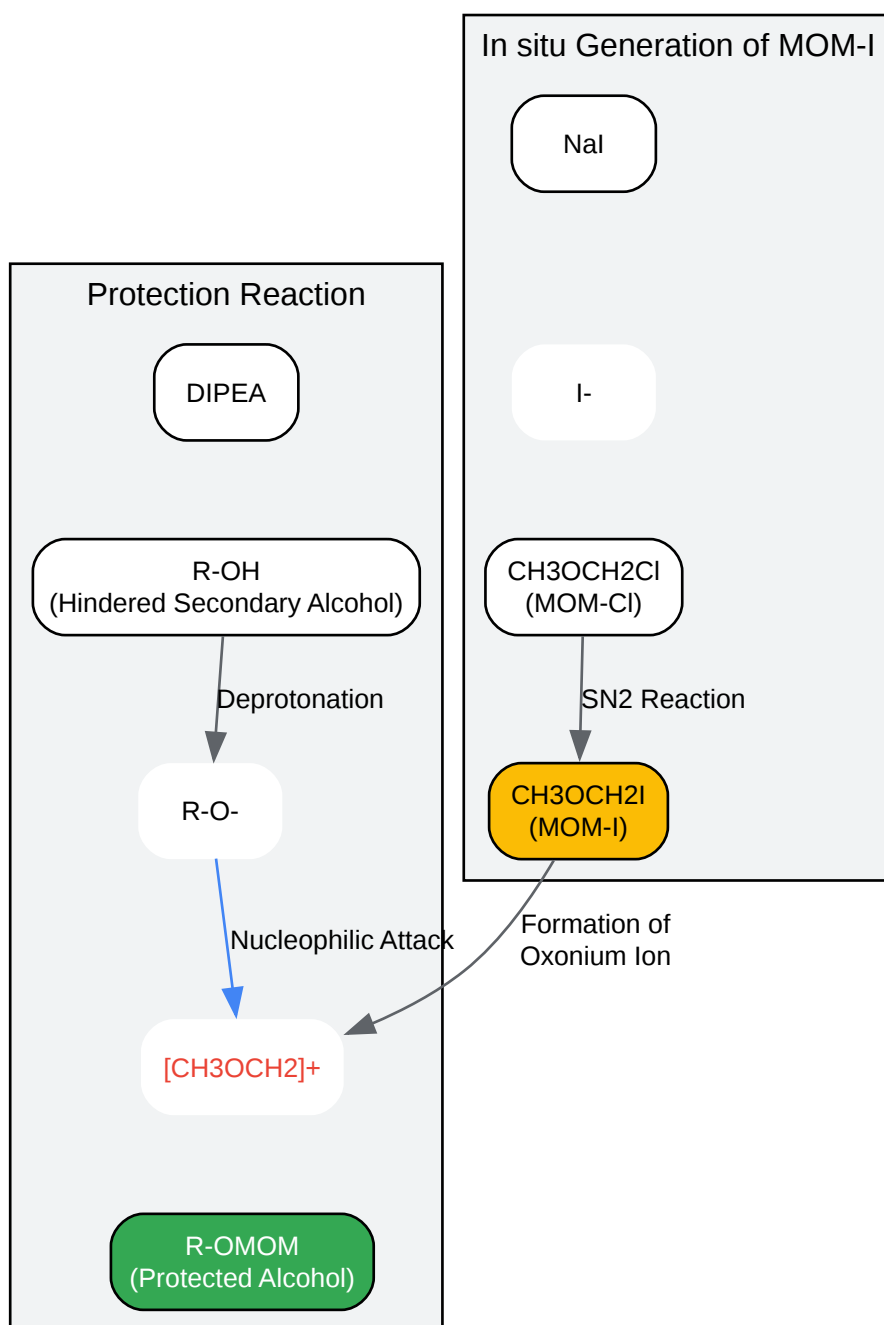 In situ Generation of MOM-I
NaI
Protection Reaction
DIPEA
I-
R-OH
(Hindered Secondary Alcohol)
CH3OCH2Cl
(MOM-Cl)
Deprotonation
SN2 Reaction
R-O-
CH3OCH2I
(MOM-I)
Nucleophilic Attack
Formation of
Oxonium Ion
[CH3OCH2]+
R-OMOM
(Protected Alcohol)